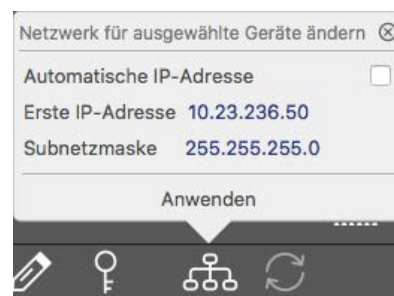 Netzwerk für ausgewählte Geräte ändern
Automatische IP-Adresse
Erste IP-Adresse 10.23.236.50
Subnetzmaske 255.255.255.0
Anwenden